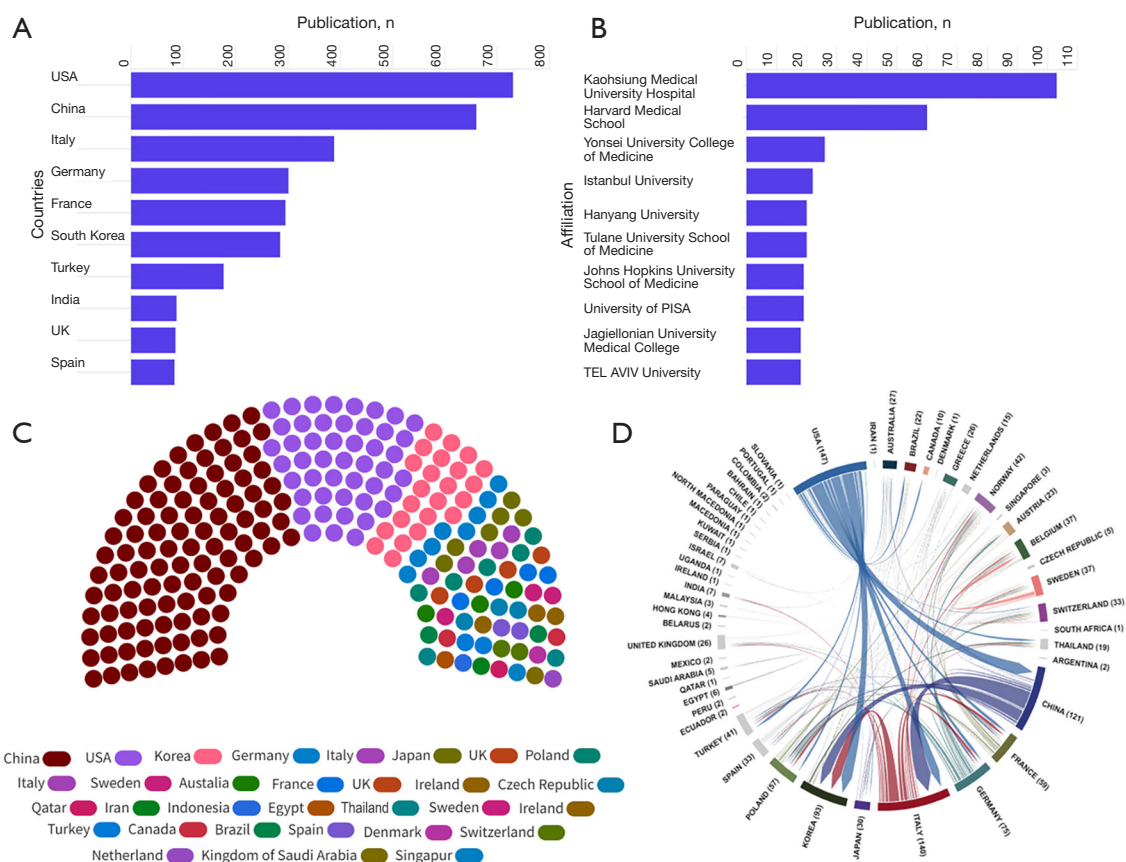 A
Publication, n
0
100
200
300
400
500
600
700
800
Countries
USA
China
Italy
Germany
France
South Korea
Turkey
India
UK
Spain
B
Publication, n
0
10
20
30
40
50
60
70
80
90
100
110
Affiliation
Kaohsiung Medical
University Hospital
Harvard Medical
School
Yonsei University College
of Medicine
Istanbul University
Hanyang University
Tulane University School
of Medicine
Johns Hopkins University
School of Medicine
University of PISA
Jagiellonian University
Medical College
TEL AVIV University
C
China USA Korea Germany Italy Japan UK Poland
Italy Sweden Australia France UK Ireland Czech Republic
Qatar Iran Indonesia Egypt Thailand Sweden Ireland
Turkey Canada Brazil Spain Denmark Switzerland
Netherland Kingdom of Saudi Arabia Singapur
D
USA (147)
IRAN (1)
AUSTRALIA (27)
BRAZIL (22)
CANADA (10)
DENMARK (1)
GREECE (26)
NETHERLANDS (15)
NORWAY (42)
SINGAPORE (3)
AUSTRIA (23)
BELGIUM (37)
CZECH REPUBLIC (5)
SWEDEN (37)
SWITZERLAND (33)
SOUTH AFRICA (1)
THAILAND (19)
ARGENTINA (2)
CHINA (121)
FRANCE (59)
GERMANY (75)
ITALY (140)
JAPAN (30)
KOREA (93)
POLAND (57)
SPAIN (33)
TURKEY (41)
ECUADOR (2)
PERU (2)
EGYPT (6)
QATAR (1)
SAUDI ARABIA (5)
MEXICO (2)
UNITED KINGDOM (26)
BELARUS (2)
HONG KONG (4)
MALAYSIA (3)
INDIA (7)
IRELAND (1)
UGANDA (1)
ISRAEL (7)
SERBIA (1)
KUWAIT (1)
MACEDONIA (1)
NORTH MACEDONIA (1)
PARAGUAY (1)
CHILE (1)
BAHRAIN (1)
COLOMBIA (2)
PORTUGAL (1)
SLOVAKIA (1)